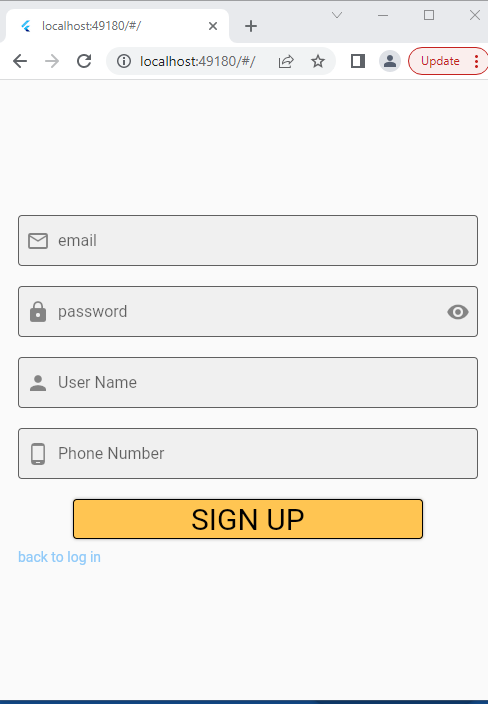 localhost:49180/#/
localhost:49180/#/
Update
email
password
User Name
Phone Number
SIGN UP
back to log in